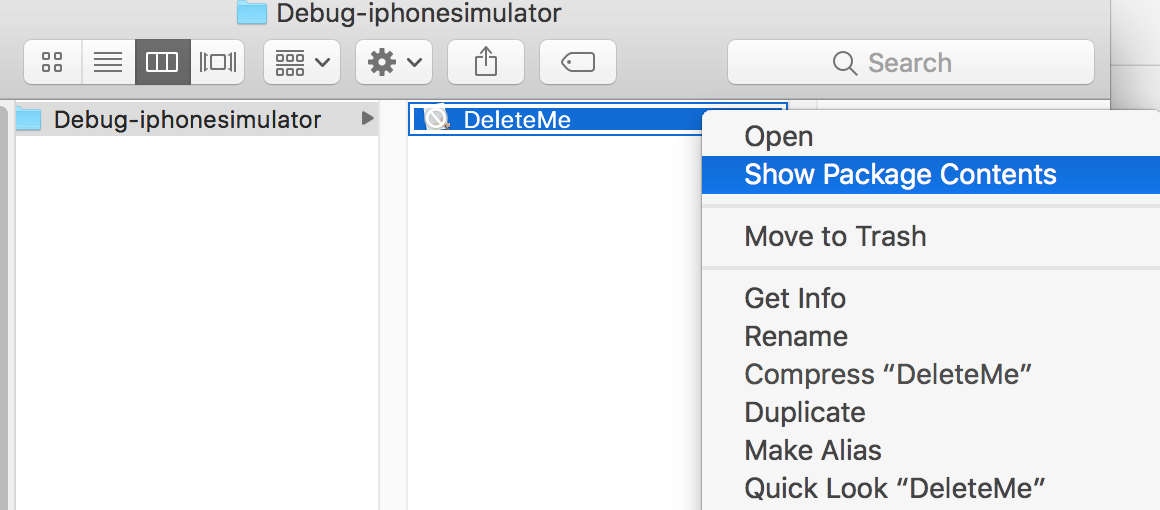 Debug-iphonesimulator
Search
Debug-iphonesimulator
DeleteMe
Open
Show Package Contents
Move to Trash
Get Info
Rename
Compress “DeleteMe”
Duplicate
Make Alias
Quick Look “DeleteMe”